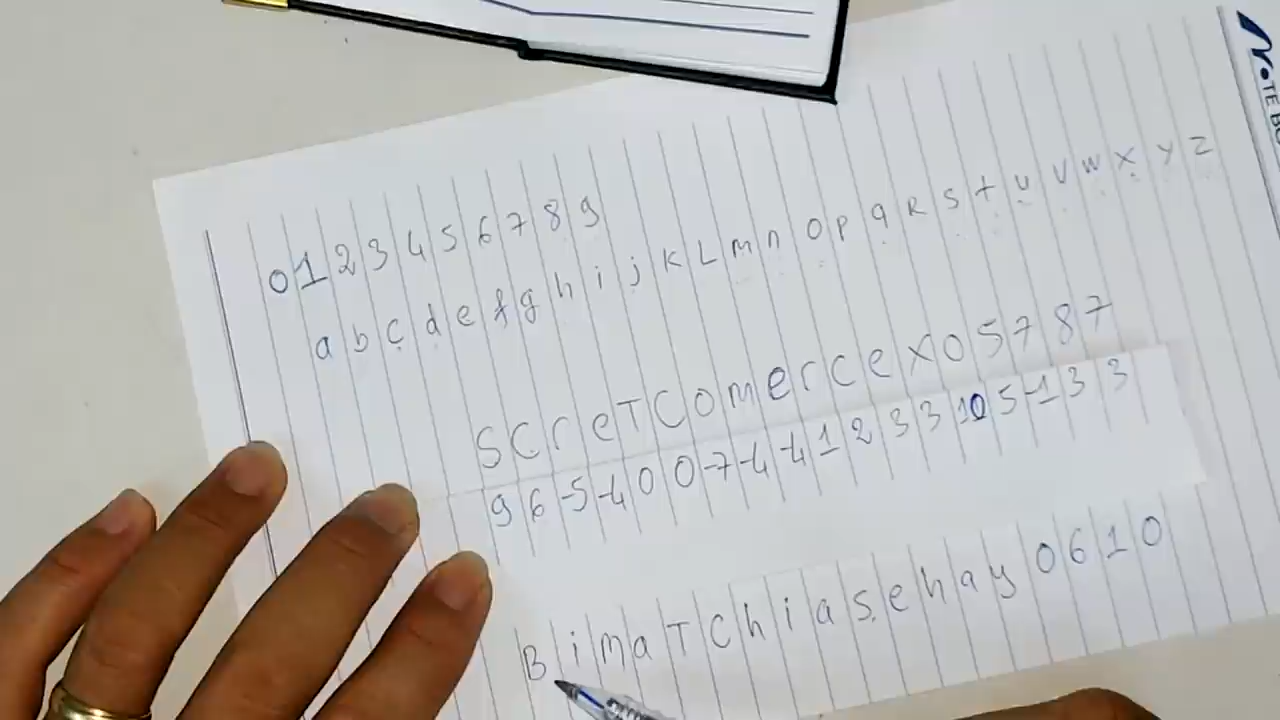 0 1 2 3 4 5 6 7 8 9
a b c d e f g h i j k L m n o p q R s t u v w x y z
S C r e T C o m e r c e X 0 5 7 8 7
9 6 -5 -4 0 0 -7 -4 -4 1 2 3 3 10 5 -1 3 3
B i m a T C h i a s e h a y 0 6 1 0